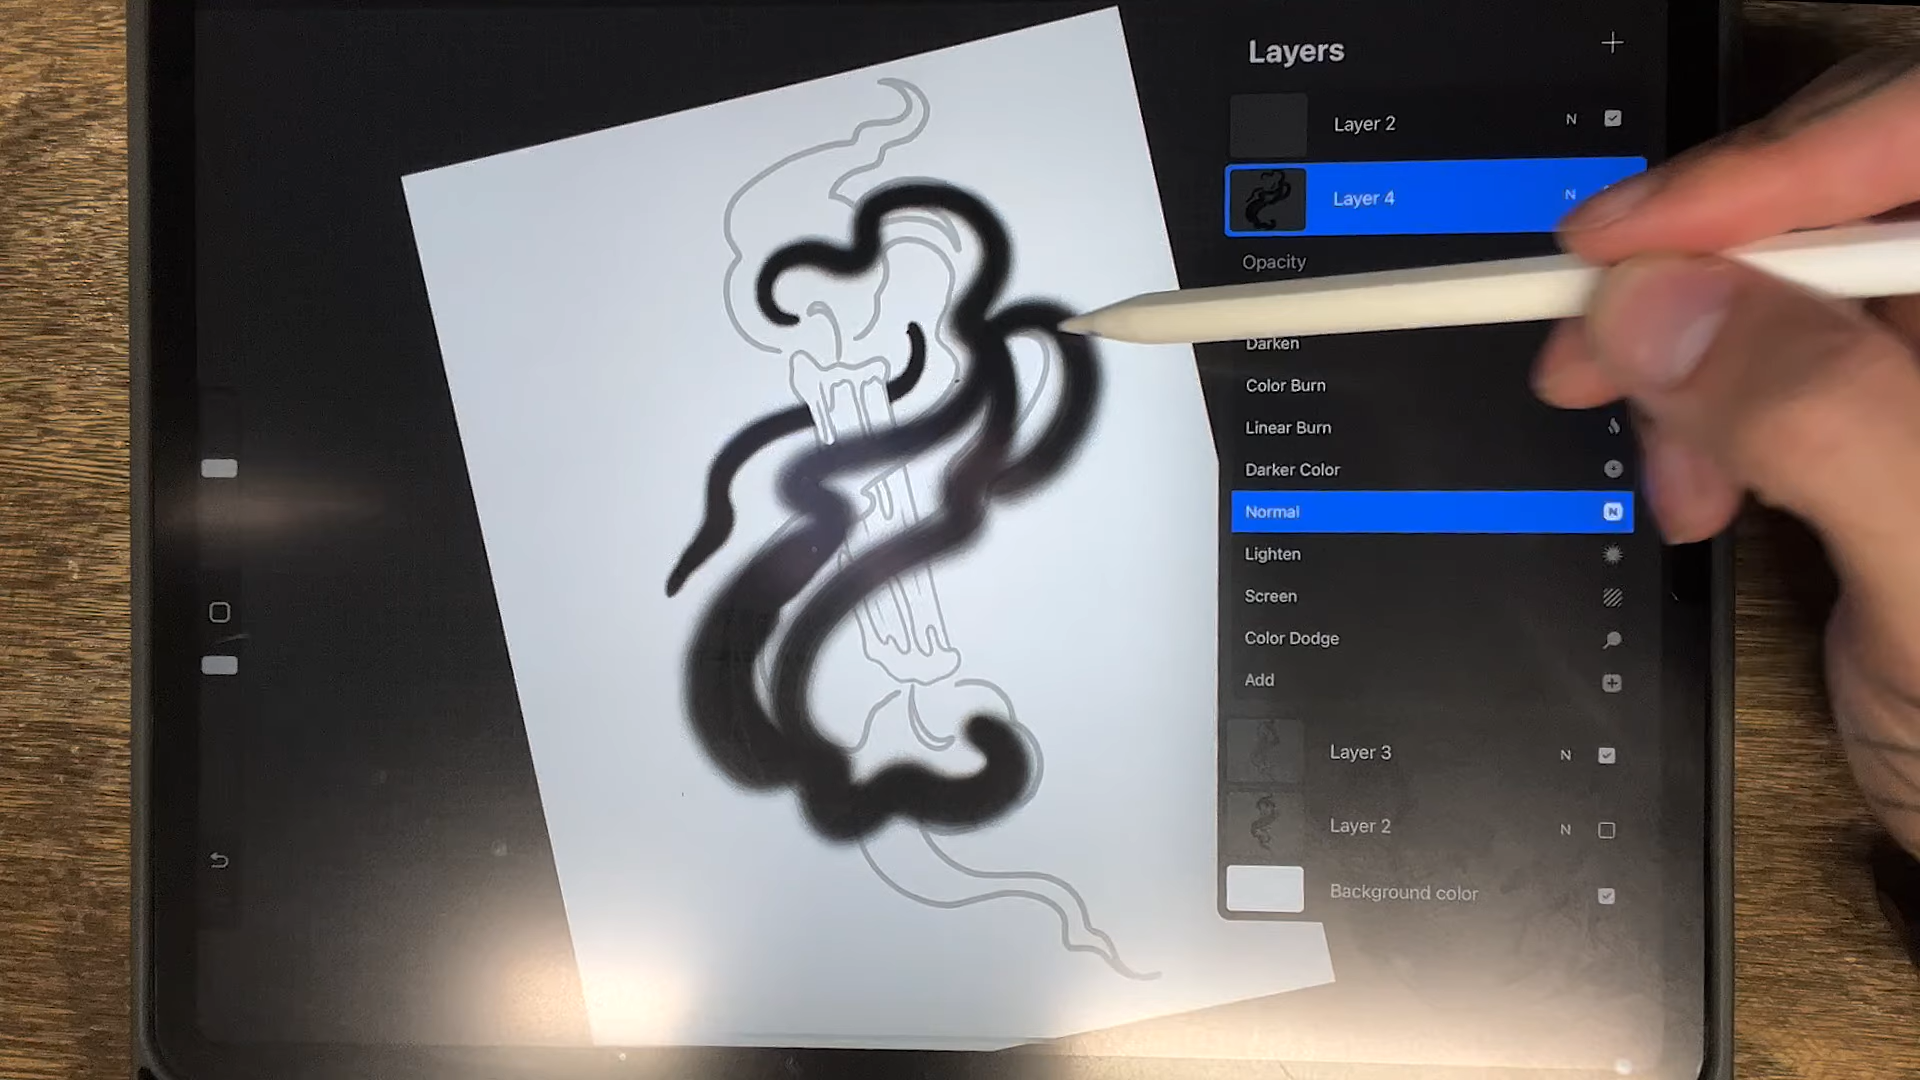 Layers
Layer 2 N
Layer 4 N
Opacity
Darken
Color Burn
Linear Burn
Darker Color
Normal N
Lighten
Screen
Color Dodge
Add
Layer 3 N
Layer 2 N
Background color